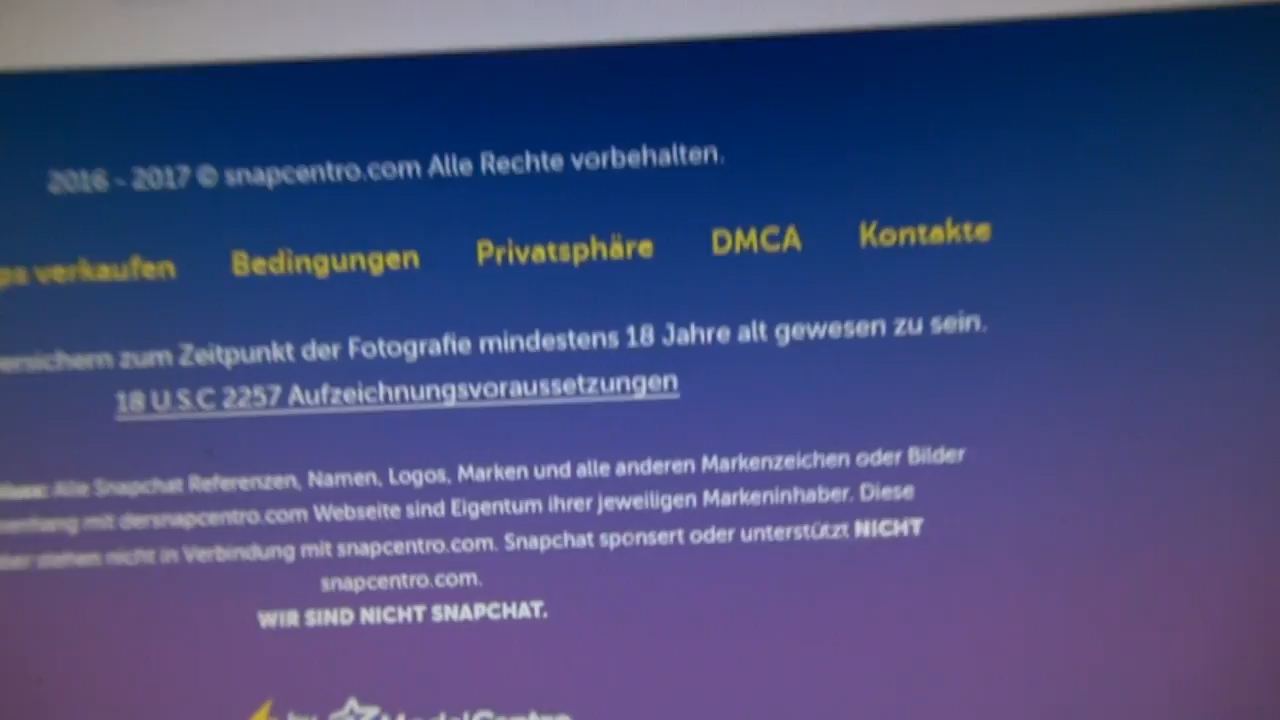 2016 - 2017 © snapcentro.com Alle Rechte vorbehalten.
verkaufen Bedingungen Privatsphäre DMCA Kontakte
zum Zeitpunkt der Fotografie mindestens 18 Jahre alt gewesen zu sein.
18 U.S.C 2257 Aufzeichnungsvoraussetzungen
Alle Snapchat Referenzen, Namen, Logos, Marken und alle anderen Markenzeichen oder Bilder
mit dersnapcentro.com Webseite sind Eigentum ihrer jeweiligen Markeninhaber. Diese
stehen nicht in Verbindung mit snapcentro.com. Snapchat sponsert oder unterstützt NICHT
snapcentro.com.
WIR SIND NICHT SNAPCHAT.
by ModelCentro